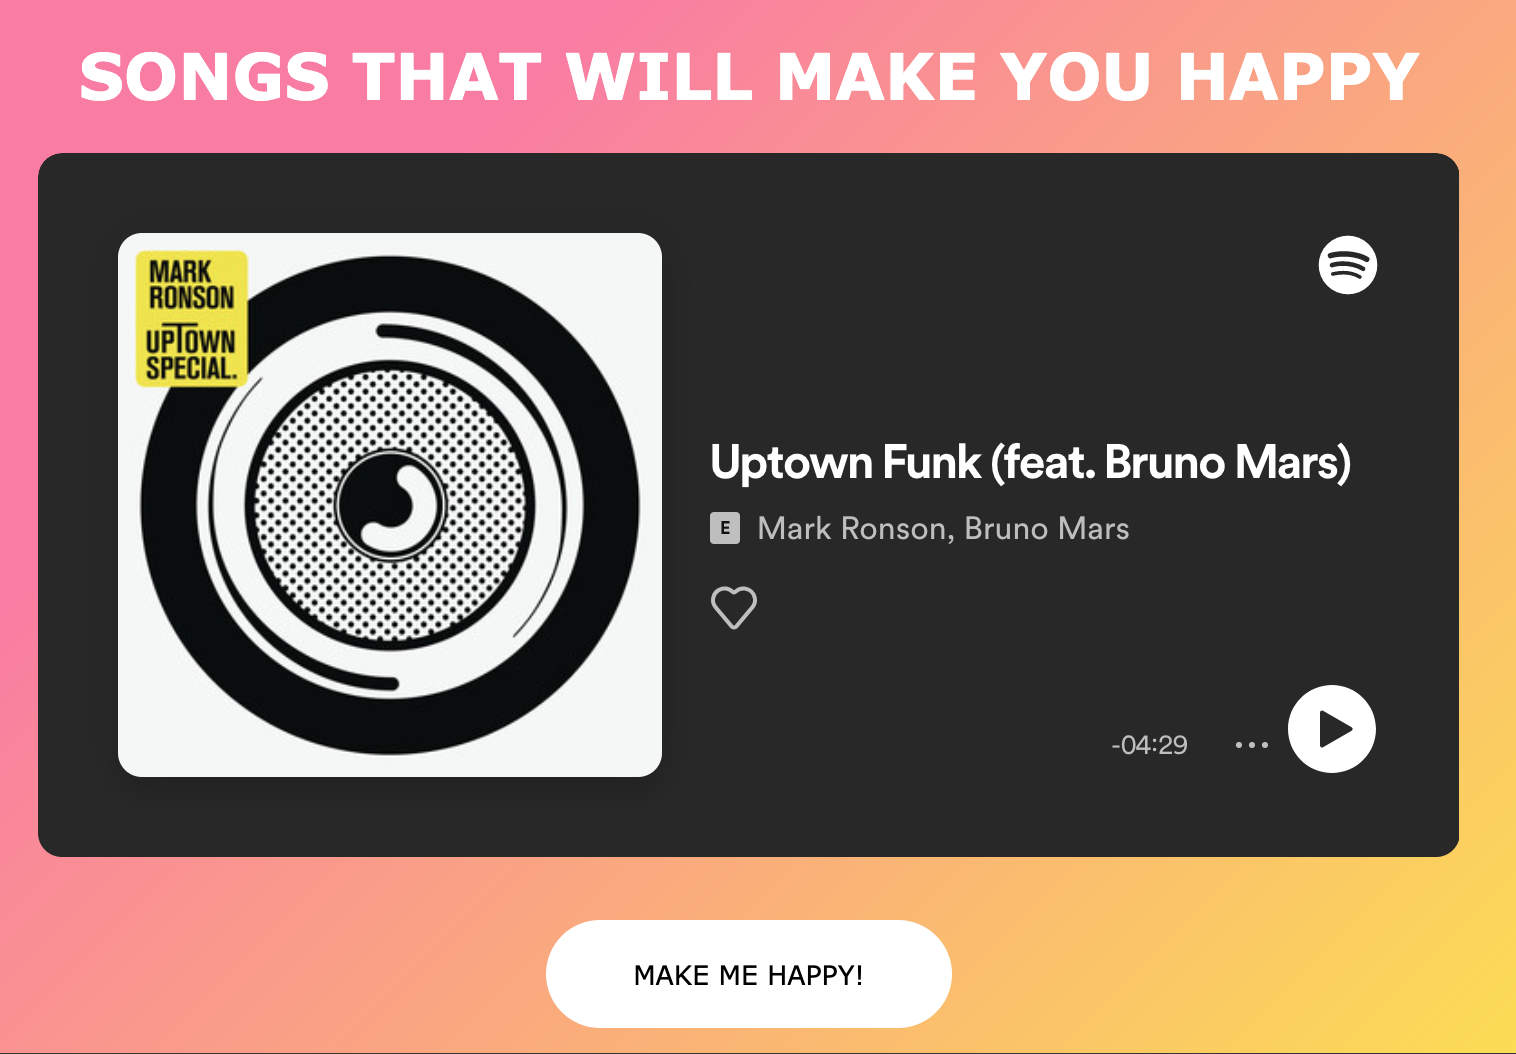 SONGS THAT WILL MAKE YOU HAPPY
MARK
RONSON
UPTOWN
SPECIAL.
Uptown Funk (feat. Bruno Mars)
E Mark Ronson, Bruno Mars
-04:29
MAKE ME HAPPY!